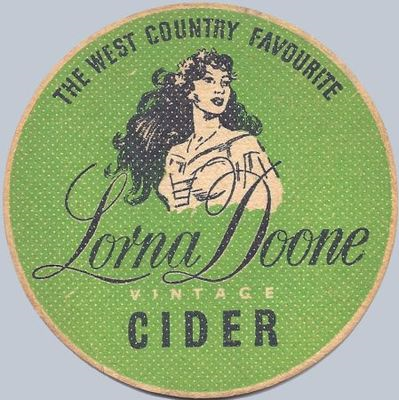 THE WEST COUNTRY FAVOURITE
Lorna Doone
VINTAGE
CIDER